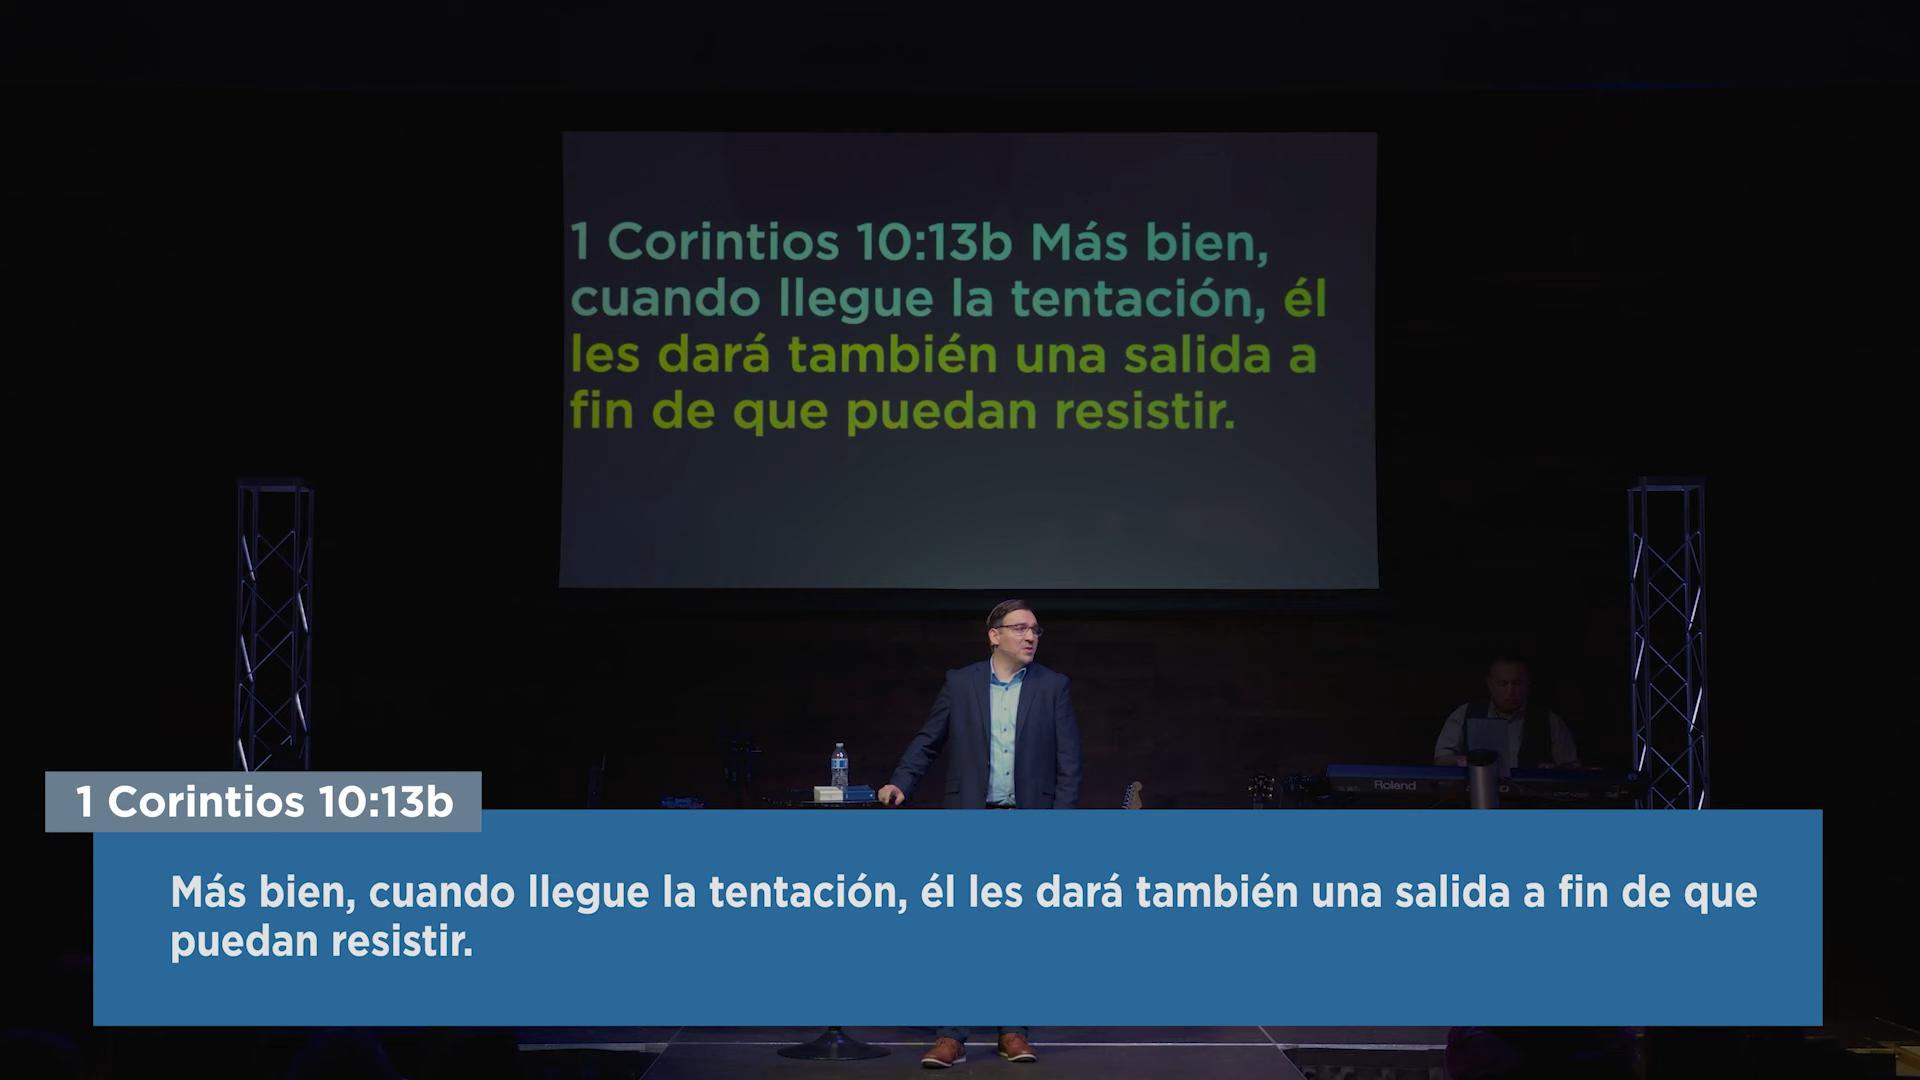 1 Corintios 10:13b Más bien,
cuando llegue la tentación, él
les dará también una salida a
fin de que puedan resistir.
Roland
1 Corintios 10:13b
Más bien, cuando llegue la tentación, él les dará también una salida a fin de que
puedan resistir.